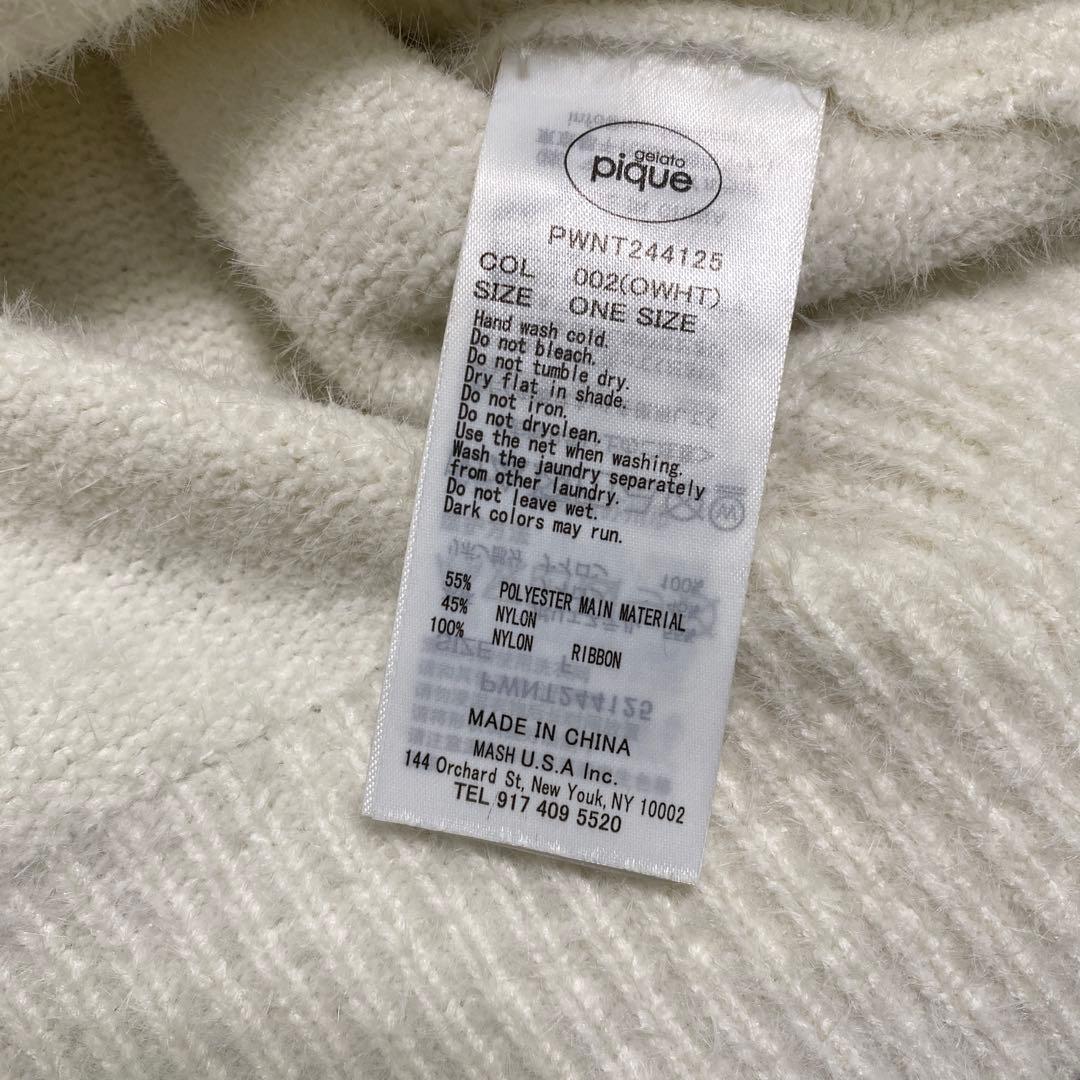 gelato
pique
PWNT244125
COL 002(OWHT)
SIZE ONE SIZE
Hand wash cold.
Do not bleach.
Do not tumble dry.
Dry flat in shade.
Do not iron.
Do not dryclean.
Use the net when washing.
Wash the jaundry separately
from other laundry.
Do not leave wet.
Dark colors may run.
55% POLYESTER MAIN MATERIAL
45% NYLON
100% NYLON RIBBON
MADE IN CHINA
MASH U.S.A Inc.
144 Orchard St, New Youk, NY 10002
TEL 917 409 5520